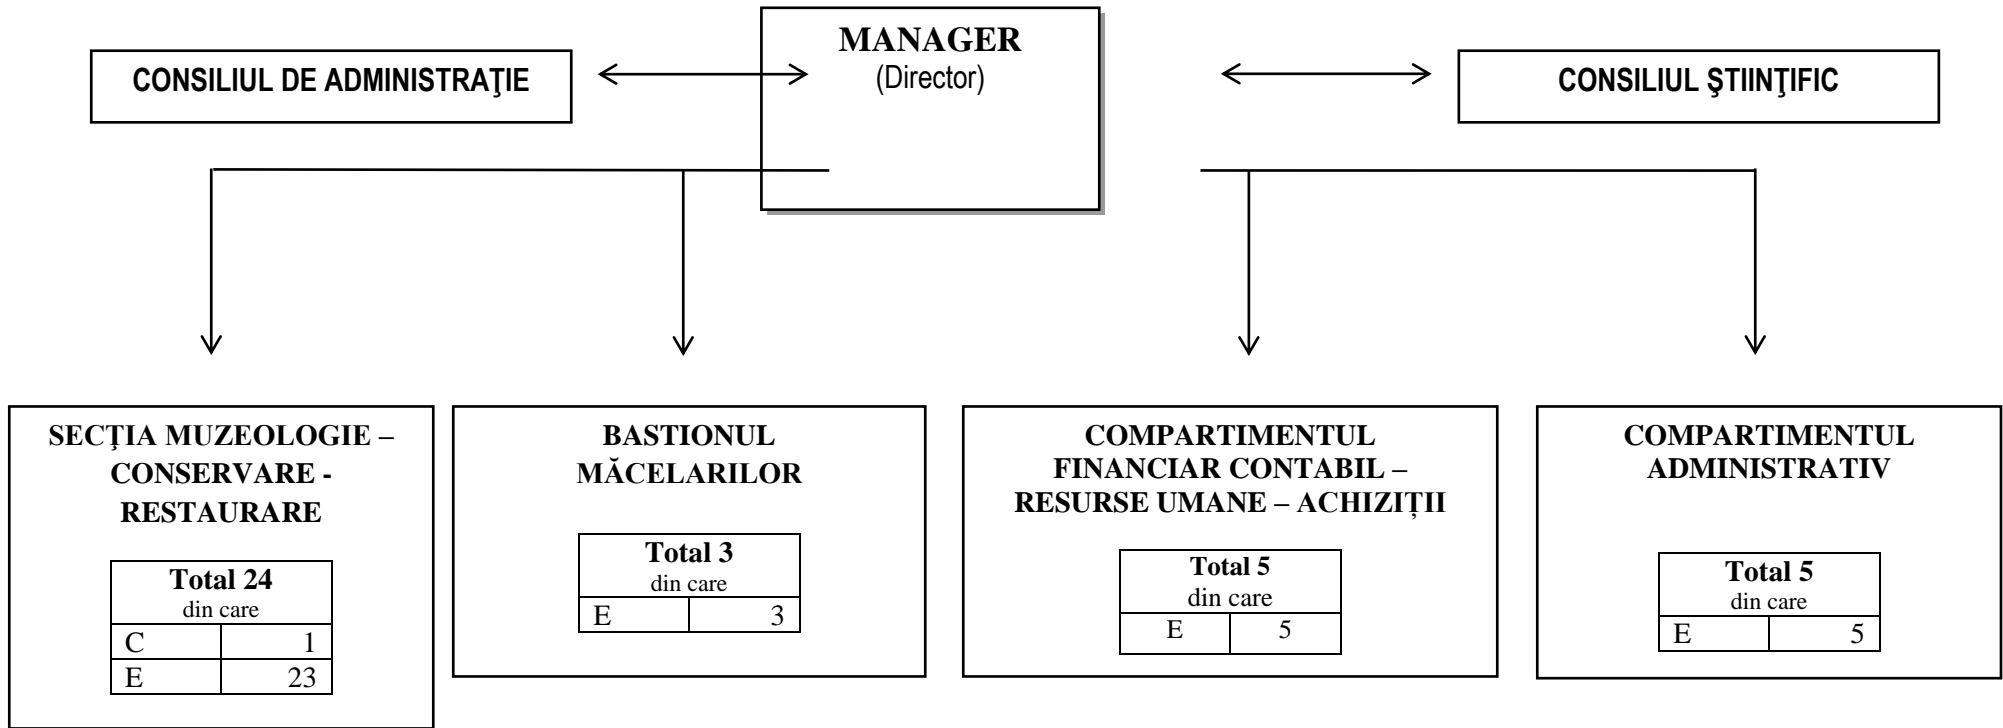 MANAGER
(Director)
CONSILIUL DE ADMINISTRAŢIE
CONSILIUL ŞTIINŢIFIC
SECŢIA MUZEOLOGIE –
CONSERVARE -
RESTAURARE
Total 24
din care
C 1
E 23
BASTIONUL
MĂCELARILOR
Total 3
din care
E 3
COMPARTIMENTUL
FINANCIAR CONTABIL –
RESURSE UMANE – ACHIZIȚII
Total 5
din care
E 5
COMPARTIMENTUL
ADMINISTRATIV
Total 5
din care
E 5